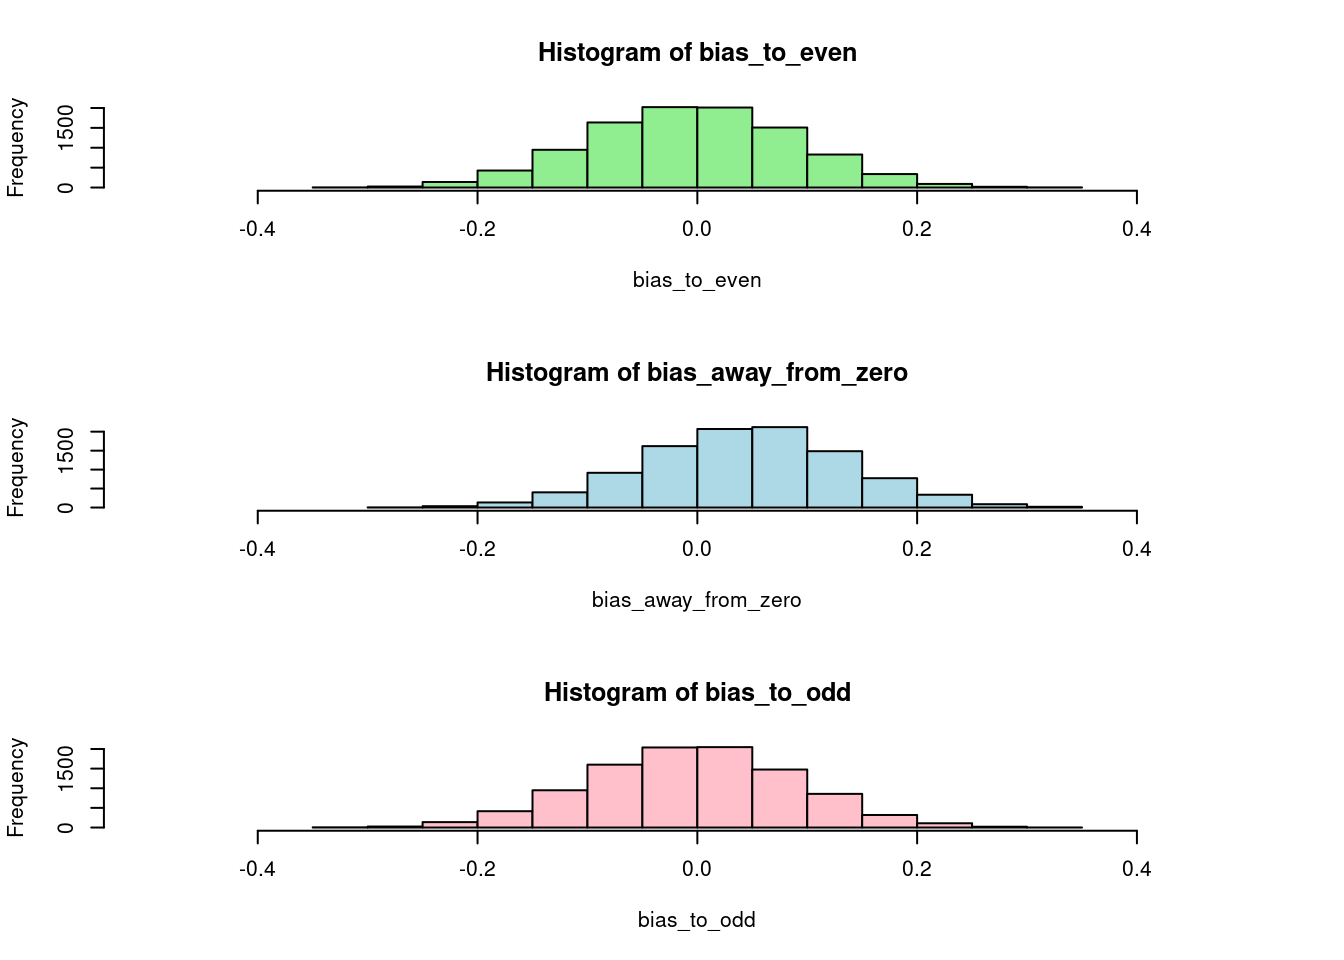 Histogram of bias_to_even
Frequency
1500
0
-0.4 -0.2 0.0 0.2 0.4
bias_to_even
Histogram of bias_away_from_zero
Frequency
1500
0
-0.4 -0.2 0.0 0.2 0.4
bias_away_from_zero
Histogram of bias_to_odd
Frequency
1500
0
-0.4 -0.2 0.0 0.2 0.4
bias_to_odd